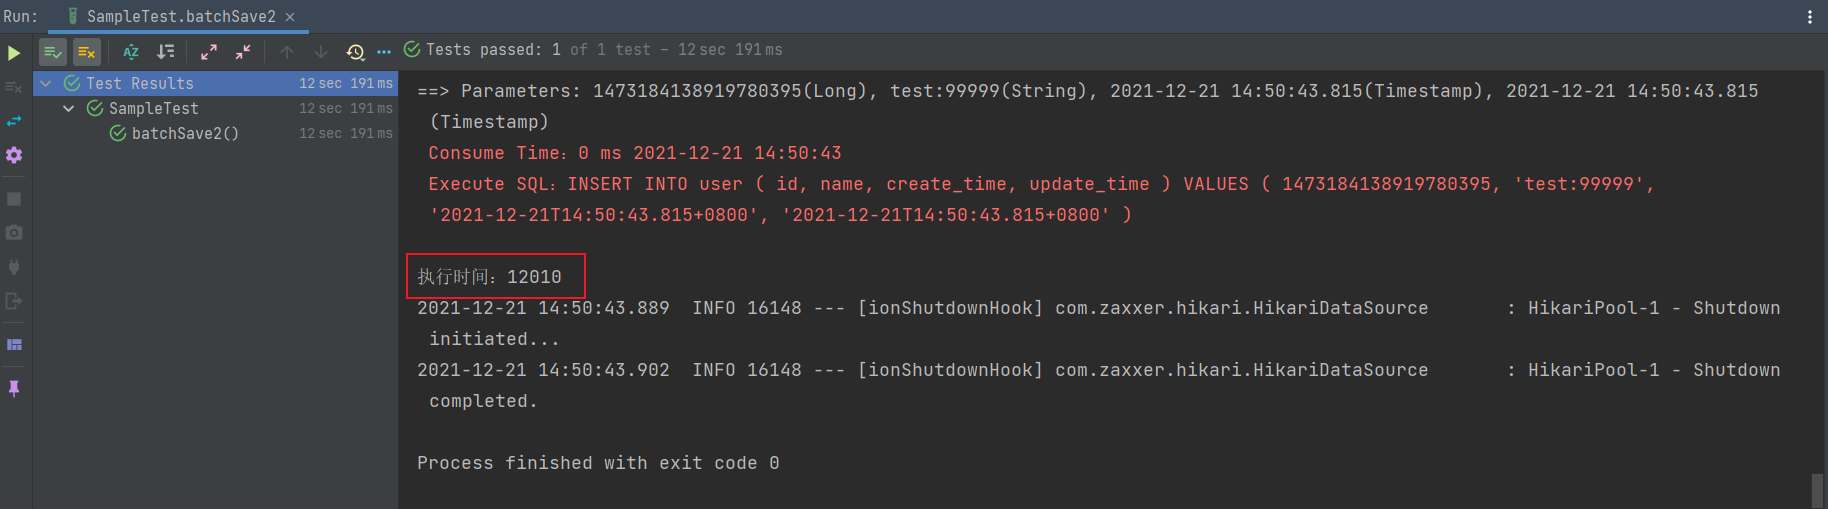 Run: SampleTest.batchSave2 ×
Tests passed: 1 of 1 test – 12 sec 191 ms
Test Results 12 sec 191 ms
SampleTest 12 sec 191 ms
batchSave2() 12 sec 191 ms
==> Parameters: 1473184138919780395(Long), test:99999(String), 2021-12-21 14:50:43.815(Timestamp), 2021-12-21 14:50:43.815
(Timestamp)
Consume Time：0 ms 2021-12-21 14:50:43
Execute SQL：INSERT INTO user ( id, name, create_time, update_time ) VALUES ( 1473184138919780395, 'test:99999',
'2021-12-21T14:50:43.815+0800', '2021-12-21T14:50:43.815+0800' )
执行时间：12010
2021-12-21 14:50:43.889  INFO 16148 --- [ionShutdownHook] com.zaxxer.hikari.HikariDataSource       : HikariPool-1 - Shutdown
initiated...
2021-12-21 14:50:43.902  INFO 16148 --- [ionShutdownHook] com.zaxxer.hikari.HikariDataSource       : HikariPool-1 - Shutdown
completed.
Process finished with exit code 0